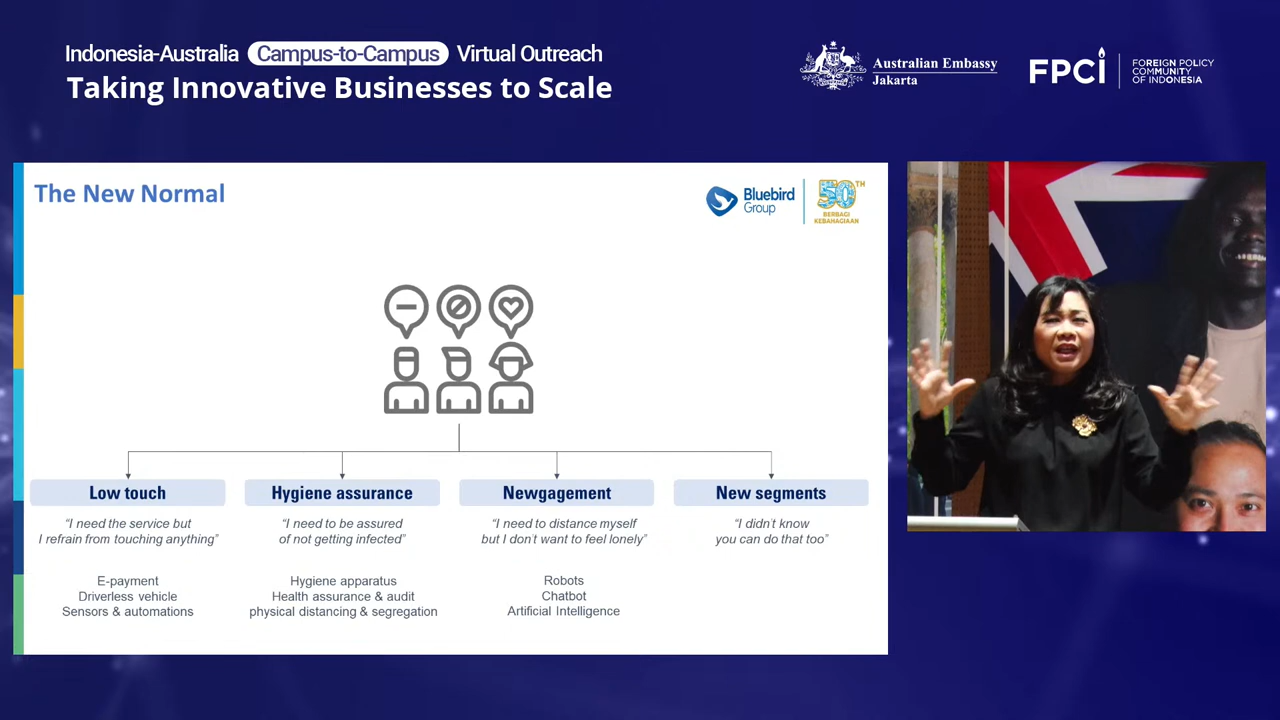 Indonesia-Australia Campus-to-Campus Virtual Outreach
Taking Innovative Businesses to Scale
Australian Embassy
Jakarta
FPCI
FOREIGN POLICY
COMMUNITY
OF INDONESIA
The New Normal
Bluebird
Group
50TH
BERBAGI
KEBAHAGIAAN
Low touch
"I need the service but
I refrain from touching anything"
E-payment
Driverless vehicle
Sensors & automations
Hygiene assurance
"I need to be assured
of not getting infected"
Hygiene apparatus
Health assurance & audit
physical distancing & segregation
Newgagement
"I need to distance myself
but I don't want to feel lonely"
Robots
Chatbot
Artificial Intelligence
New segments
"I didn't know
you can do that too"